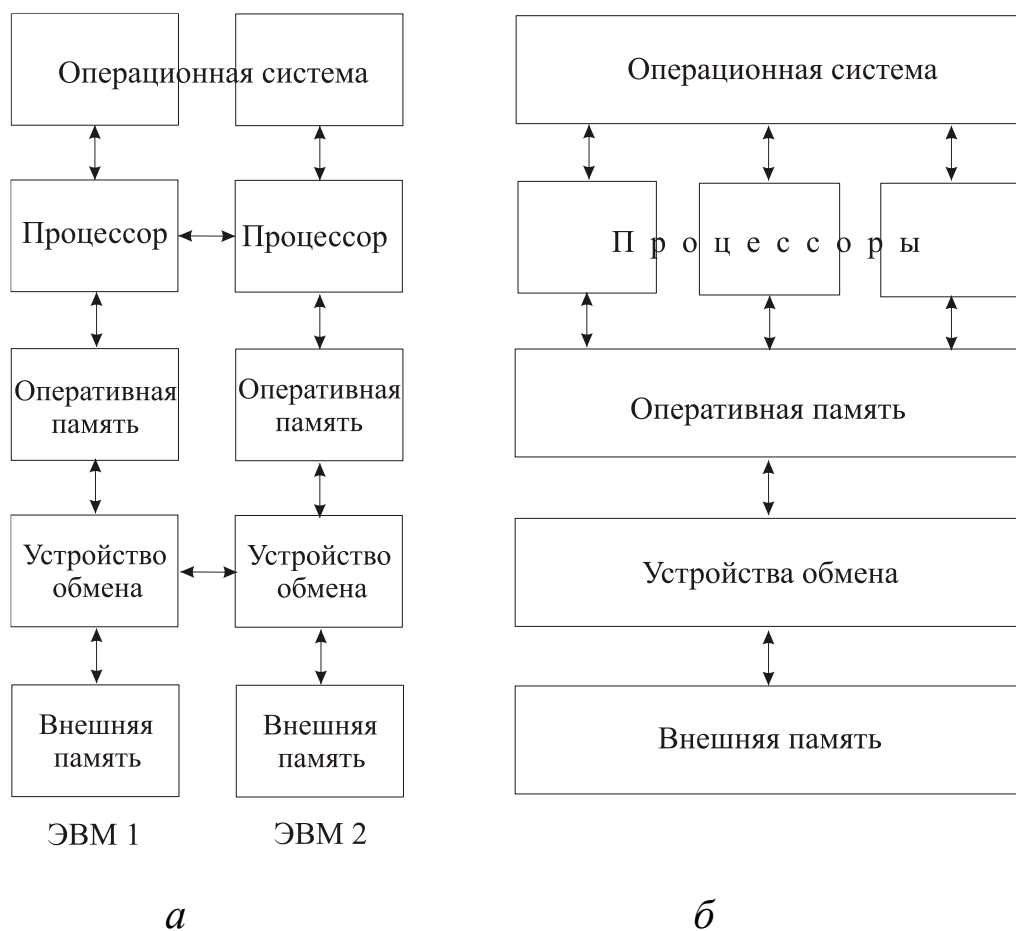 Операционная система
Процессор
Процессор
Оперативная
память
Оперативная
память
Устройство
обмена
Устройство
обмена
Внешняя
память
Внешняя
память
ЭВМ 1
ЭВМ 2
а
Операционная система
Процессоры
Оперативная память
Устройства обмена
Внешняя память
б